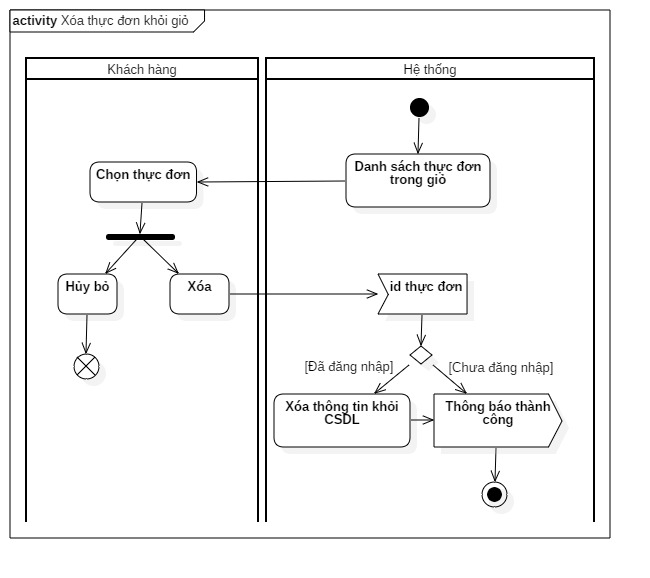 activity Xóa thực đơn khỏi giỏ
Khách hàng
Hệ thống
Danh sách thực đơn
trong giỏ
Chọn thực đơn
Hủy bỏ
Xóa
id thực đơn
[Đã đăng nhập]
[Chưa đăng nhập]
Xóa thông tin khỏi
CSDL
Thông báo thành
công